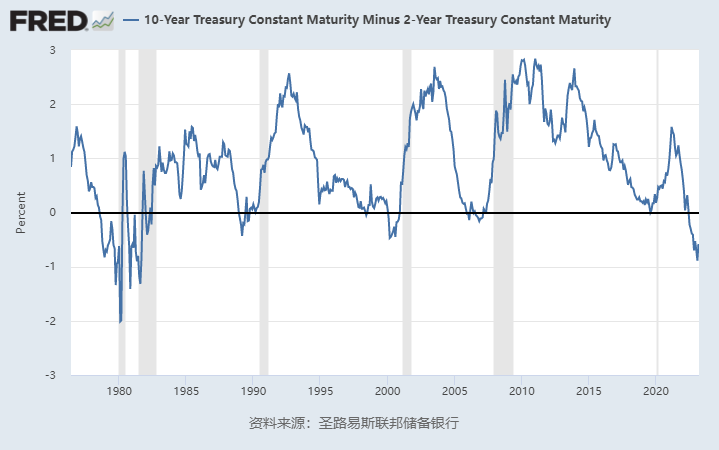 FRED
10-Year Treasury Constant Maturity Minus 2-Year Treasury Constant Maturity
Percent
3
2
1
0
-1
-2
-3
1980 1985 1990 1995 2000 2005 2010 2015 2020
资料来源：圣路易斯联邦储备银行